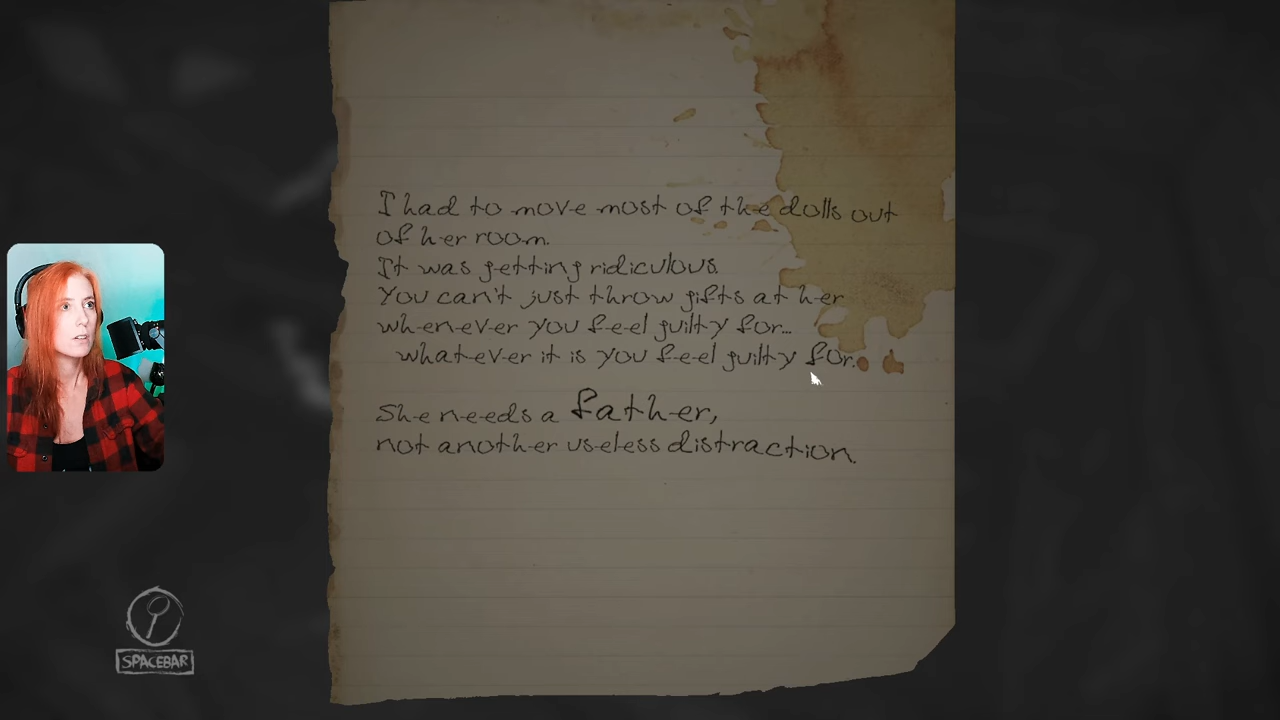 I had to move most of the dolls out
of her room.
It was getting ridiculous.
You can't just throw gifts at her
whenever you feel guilty for...
whatever it is you feel guilty for.
She needs a father,
not another useless distraction.
SPACEBAR